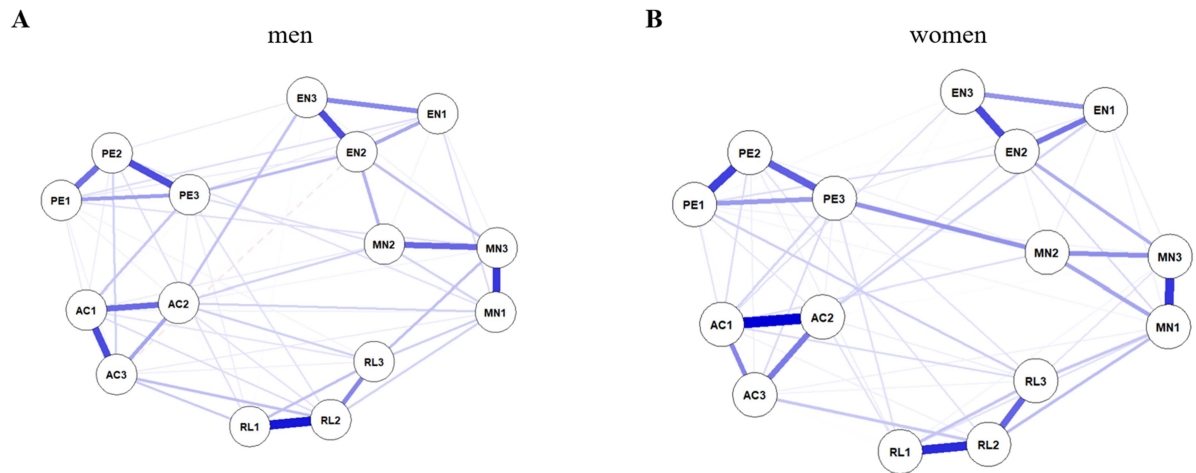 A
men
EN3
EN1
PE2
EN2
PE1
PE3
MN2
MN3
AC1
AC2
MN1
RL3
AC3
RL1
RL2
B
women
EN3
EN1
PE2
EN2
PE1
PE3
MN2
MN3
AC1
AC2
MN1
RL3
AC3
RL1
RL2